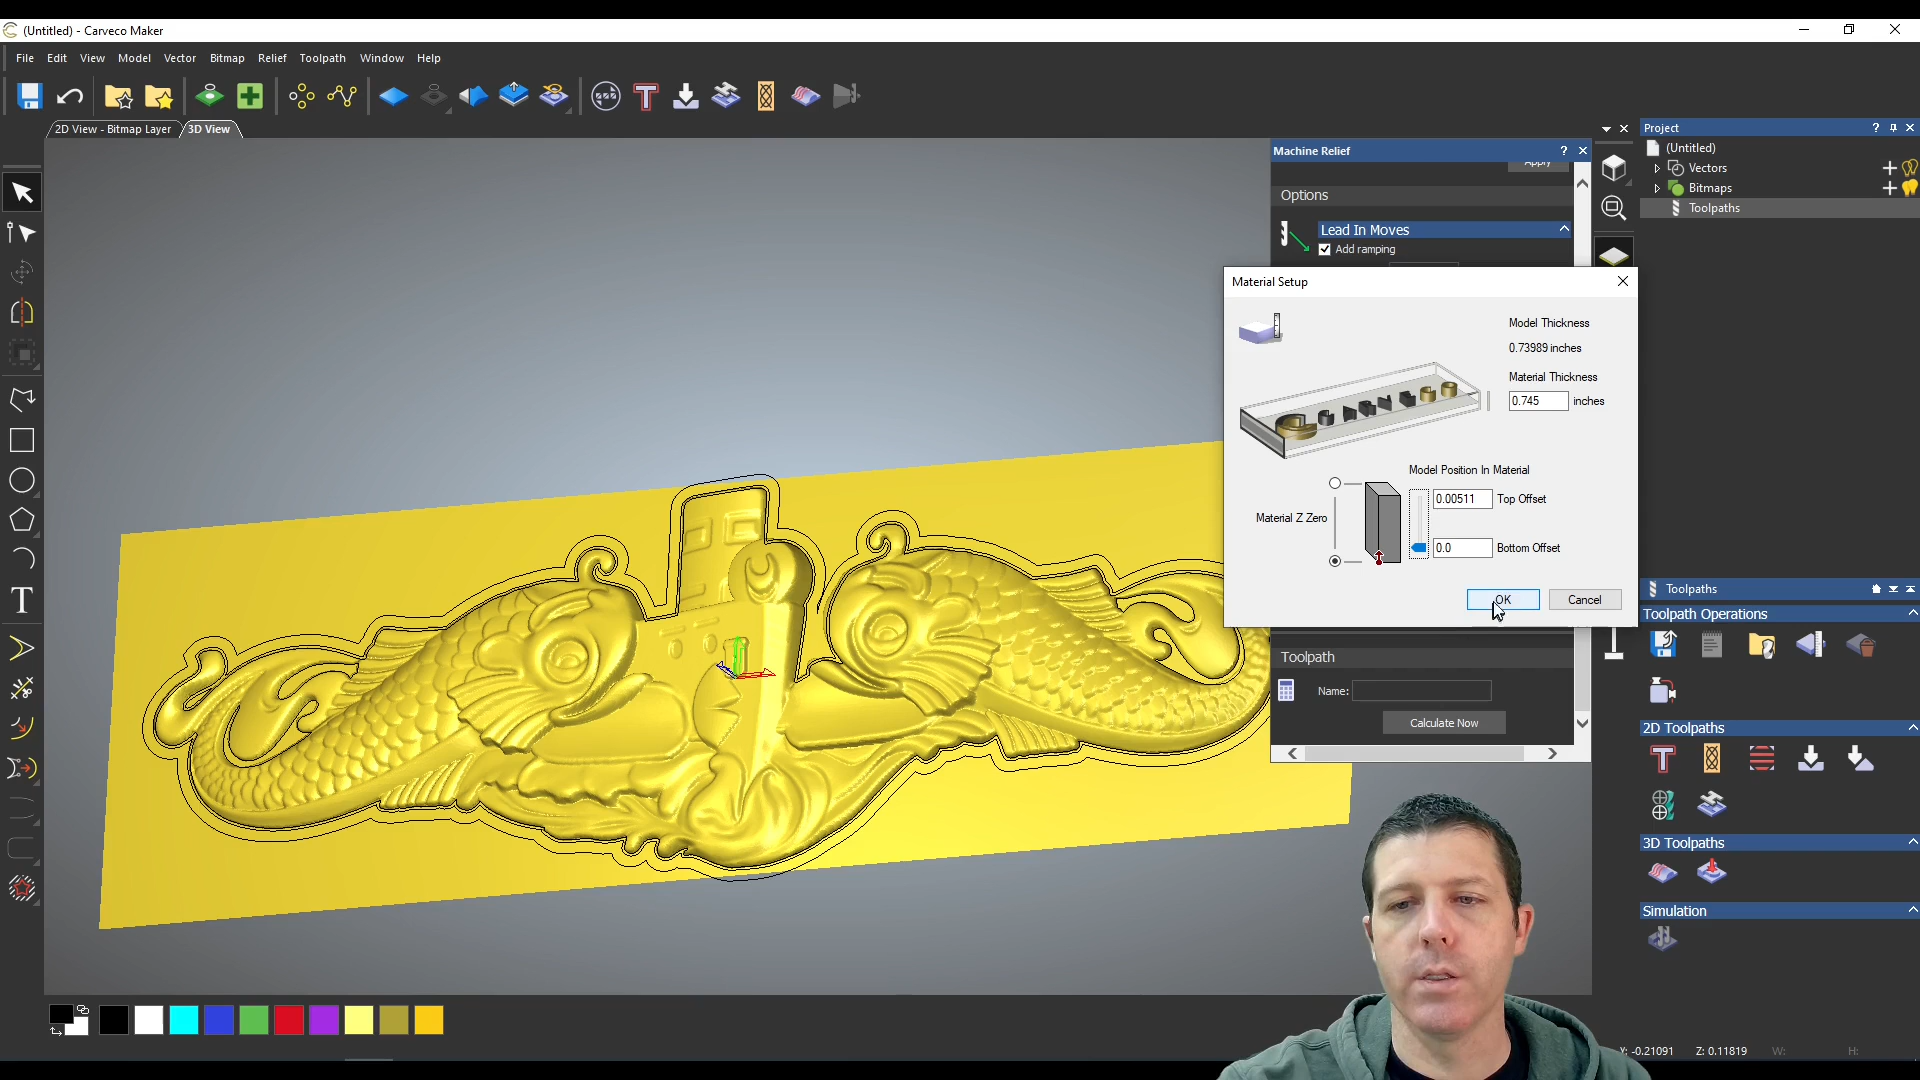 (Untitled) - Carveco Maker
File Edit View Model Vector Bitmap Relief Toolpath Window Help
2D View - Bitmap Layer
3D View
Machine Relief
Apply
Options
Lead In Moves
Add ramping
Material Setup
Model Thickness
0.73989 inches
Material Thickness
0.745 inches
Model Position In Material
0.00511 Top Offset
Material Z Zero
0.0 Bottom Offset
OK Cancel
Toolpath
Name:
Calculate Now
Project
(Untitled)
Vectors
Bitmaps
Toolpaths
Toolpaths
Toolpath Operations
2D Toolpaths
3D Toolpaths
Simulation
Y: -0.21091 Z: 0.11819 W: H: